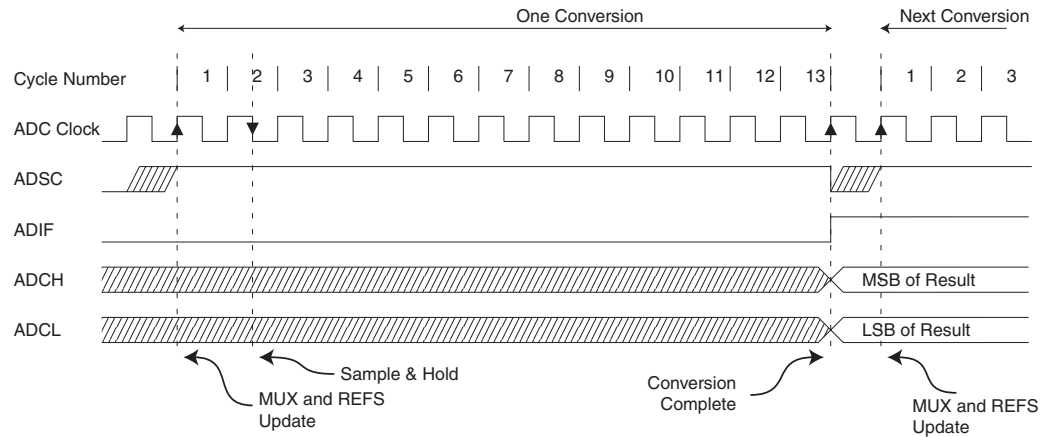 One Conversion Next Conversion
Cycle Number 1 2 3 4 5 6 7 8 9 10 11 12 13 1 2 3
ADC Clock
ADSC
ADIF
ADCH MSB of Result
ADCL LSB of Result
Sample & Hold
MUX and REFS
Update
Conversion
Complete
MUX and REFS
Update